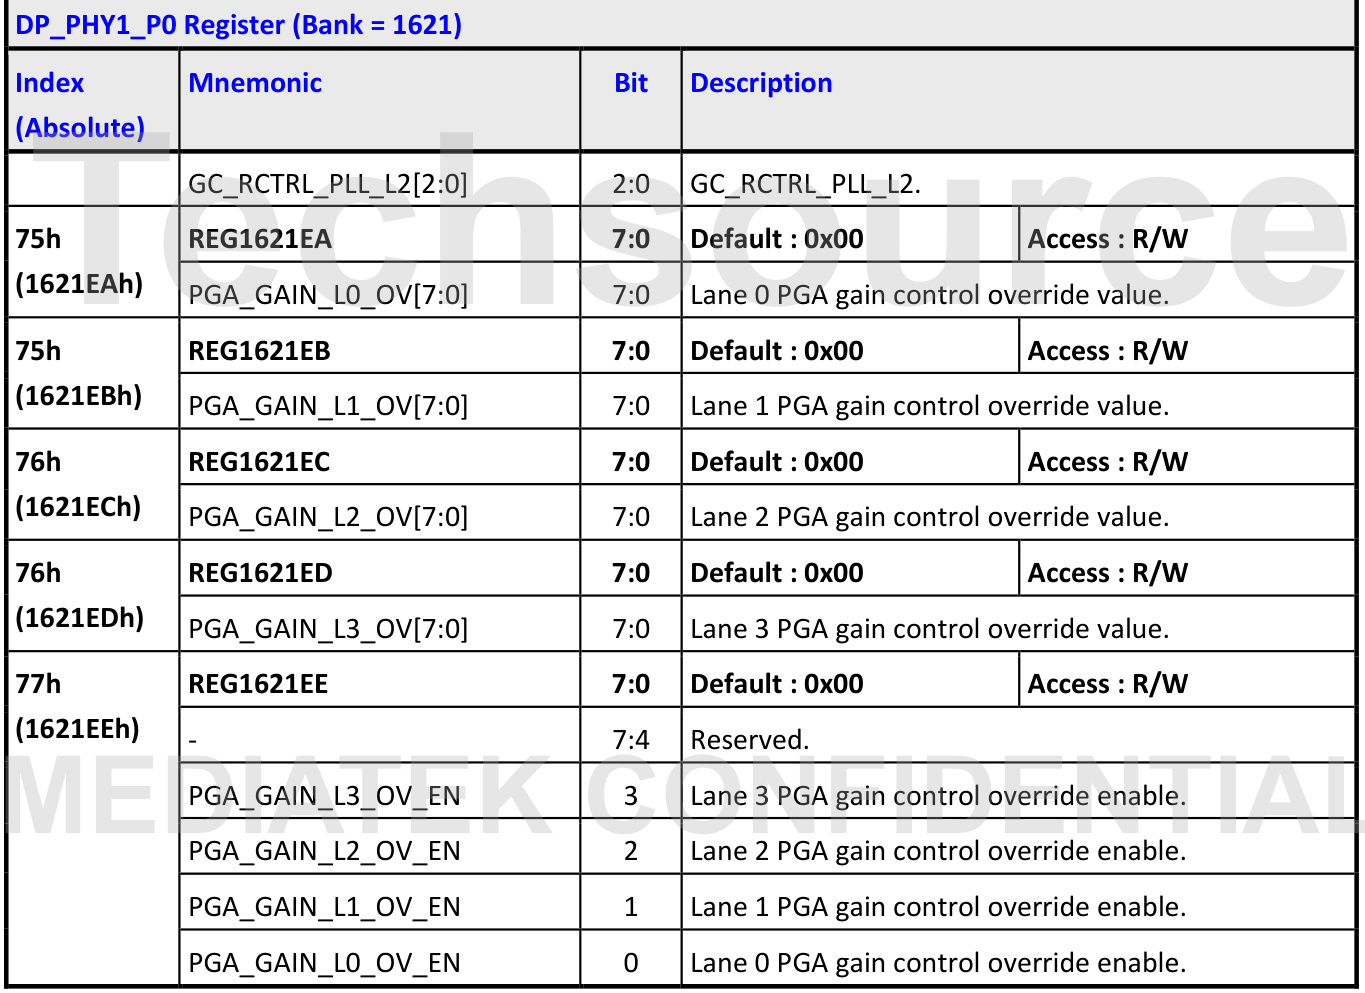 DP_PHY1_P0 Register (Bank = 1621)
Index (Absolute) Mnemonic Bit Description
GC_RCTRL_PLL_L2[2:0] 2:0 GC_RCTRL_PLL_L2.
75h (1621EAh) REG1621EA 7:0 Default : 0x00 Access : R/W
PGA_GAIN_L0_OV[7:0] 7:0 Lane 0 PGA gain control override value.
75h (1621EBh) REG1621EB 7:0 Default : 0x00 Access : R/W
PGA_GAIN_L1_OV[7:0] 7:0 Lane 1 PGA gain control override value.
76h (1621ECh) REG1621EC 7:0 Default : 0x00 Access : R/W
PGA_GAIN_L2_OV[7:0] 7:0 Lane 2 PGA gain control override value.
76h (1621EDh) REG1621ED 7:0 Default : 0x00 Access : R/W
PGA_GAIN_L3_OV[7:0] 7:0 Lane 3 PGA gain control override value.
77h (1621EEh) REG1621EE 7:0 Default : 0x00 Access : R/W
- 7:4 Reserved.
PGA_GAIN_L3_OV_EN 3 Lane 3 PGA gain control override enable.
PGA_GAIN_L2_OV_EN 2 Lane 2 PGA gain control override enable.
PGA_GAIN_L1_OV_EN 1 Lane 1 PGA gain control override enable.
PGA_GAIN_L0_OV_EN 0 Lane 0 PGA gain control override enable.
Techsource
MEDIATEK CONFIDENTIAL